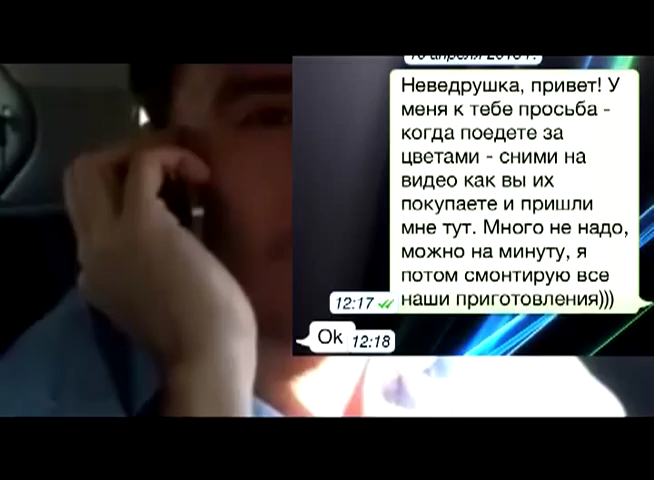 Неведрушка, привет! У
меня к тебе просьба -
когда поедете за
цветами - сними на
видео как вы их
покупаете и пришли
мне тут. Много не надо,
можно на минуту, я
потом смонтирую все
наши приготовления)))
12:17
Ok 12:18